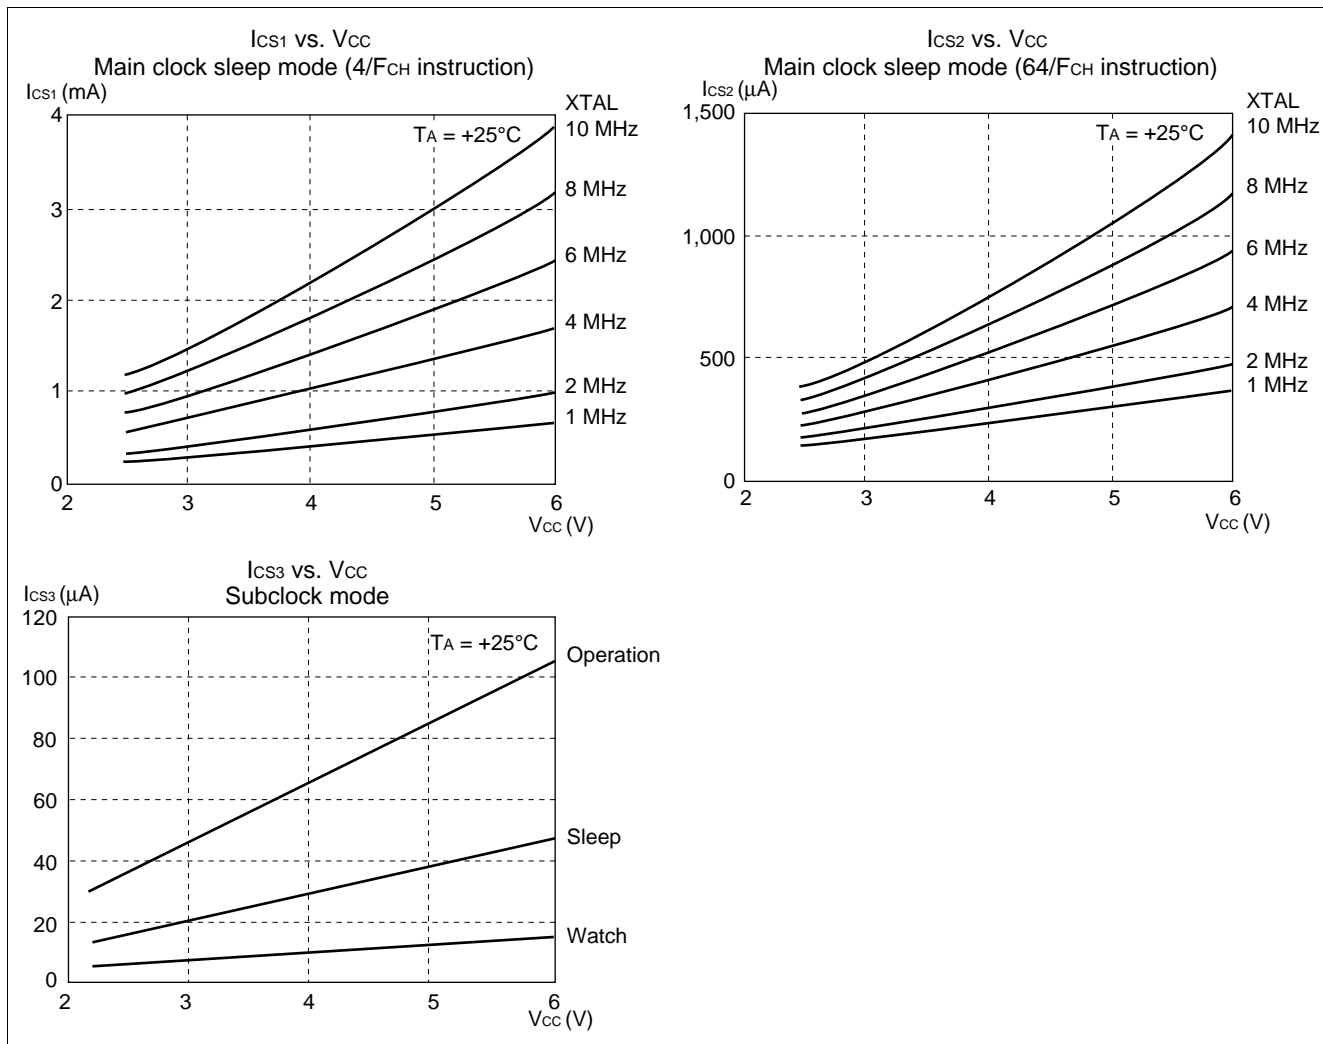 ICS1 vs. VCC
Main clock sleep mode (4/FCH instruction)
ICS1 (mA)
4
3
2
1
0
2
3
4
5
6
VCC (V)
TA = +25°C
XTAL
10 MHz
8 MHz
6 MHz
4 MHz
2 MHz
1 MHz
ICS2 vs. VCC
Main clock sleep mode (64/FCH instruction)
ICS2 (μA)
1,500
1,000
500
0
2
3
4
5
6
VCC (V)
TA = +25°C
XTAL
10 MHz
8 MHz
6 MHz
4 MHz
2 MHz
1 MHz
ICS3 vs. VCC
Subclock mode
ICS3 (μA)
120
100
80
60
40
20
0
2
3
4
5
6
VCC (V)
TA = +25°C
Operation
Sleep
Watch